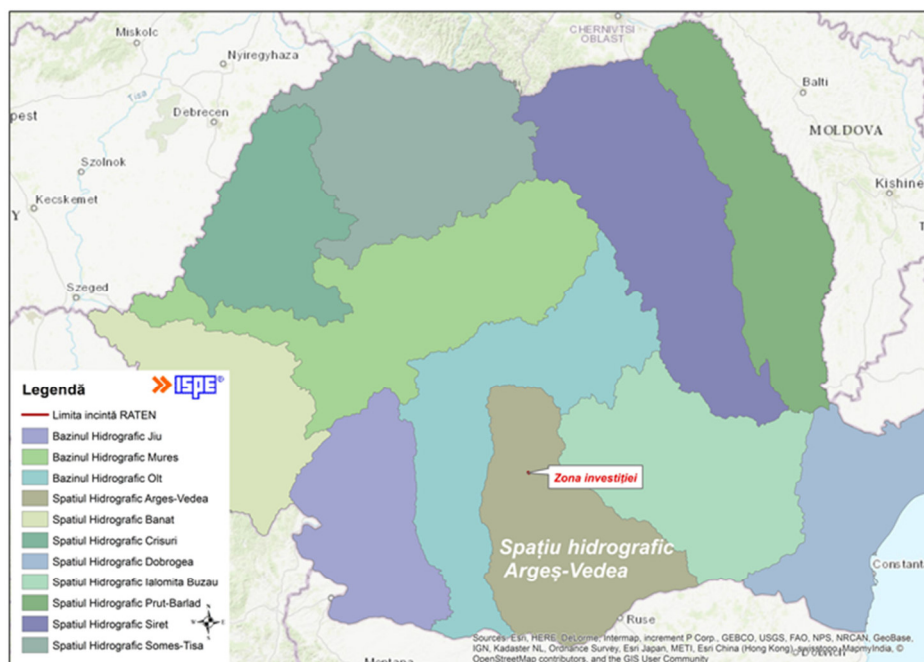 Miskolc
CHERNIVTSI
OBLAST
Nyiregyhaza
Tisa
Debrecen
Balti
pest
MOLDOVA
Szolnok
Kishine
Kecskemet
Y
Szeged
Legendă
ISPE®
Limita incintă RATEN
Bazinul Hidrografic Jiu
Bazinul Hidrografic Mures
Bazinul Hidrografic Olt
Spatiul Hidrografic Arges-Vedea
Spatiul Hidrografic Banat
Spatiul Hidrografic Crisuri
Spatiul Hidrografic Dobrogea
Spatiul Hidrografic Ialomita Buzau
Spatiul Hidrografic Prut-Barlad
Spatiul Hidrografic Siret
Spatiul Hidrografic Somes-Tisa
N
W E
S
Zona investiției
Spațiu hidrografic
Argeș-Vedea
Constant
Ruse
Montana
Sources: Esri, HERE, DeLorme, Intermap, increment P Corp., GEBCO, USGS, FAO, NPS, NRCAN, GeoBase,
IGN, Kadaster NL, Ordnance Survey, Esri Japan, METI, Esri China (Hong Kong), swisstopo, MapmyIndia, ©
OpenStreetMap contributors, and the GIS User Community